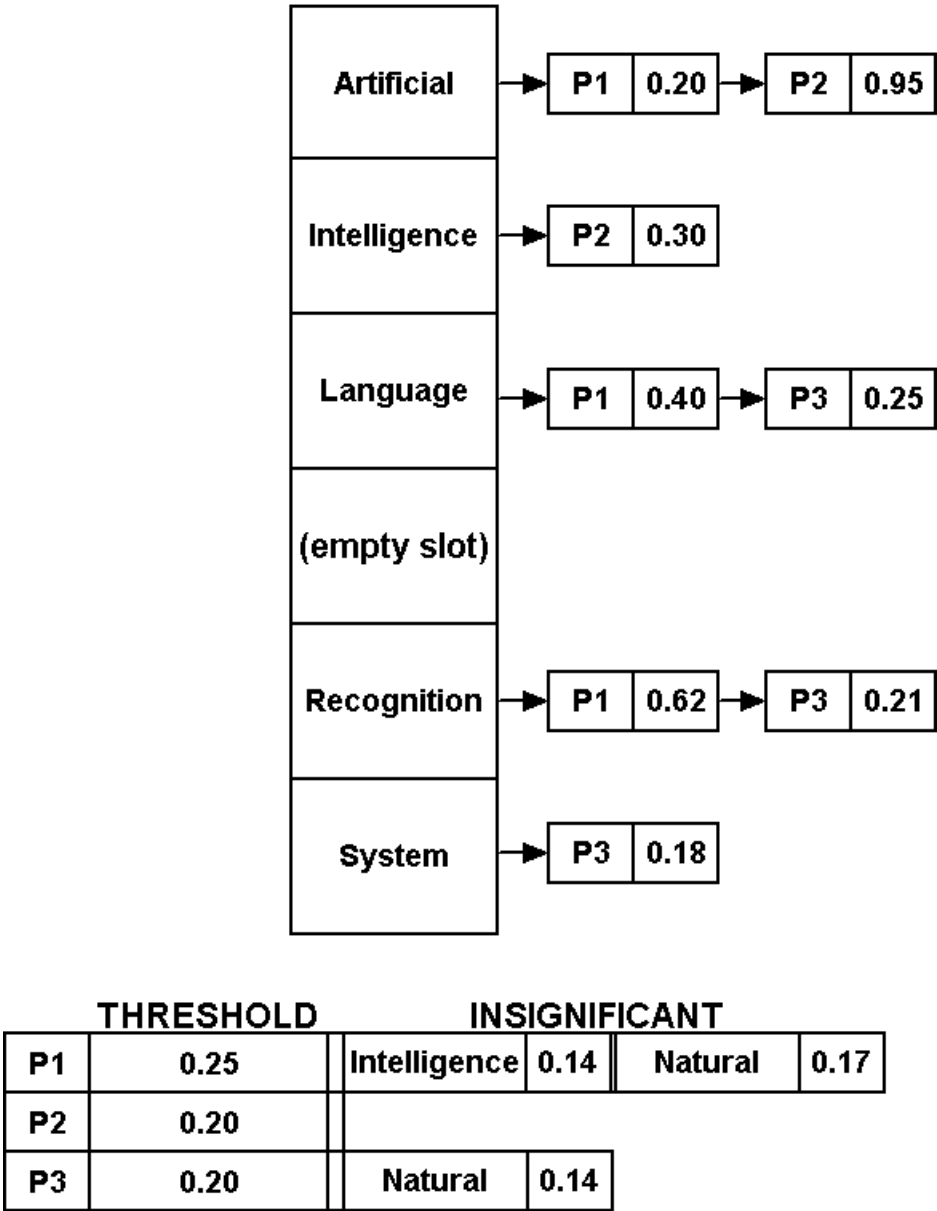 Artificial P1 0.20 P2 0.95
Intelligence P2 0.30
Language P1 0.40 P3 0.25
(empty slot)
Recognition P1 0.62 P3 0.21
System P3 0.18
THRESHOLD INSIGNIFICANT
P1 0.25 Intelligence 0.14 Natural 0.17
P2 0.20
P3 0.20 Natural 0.14